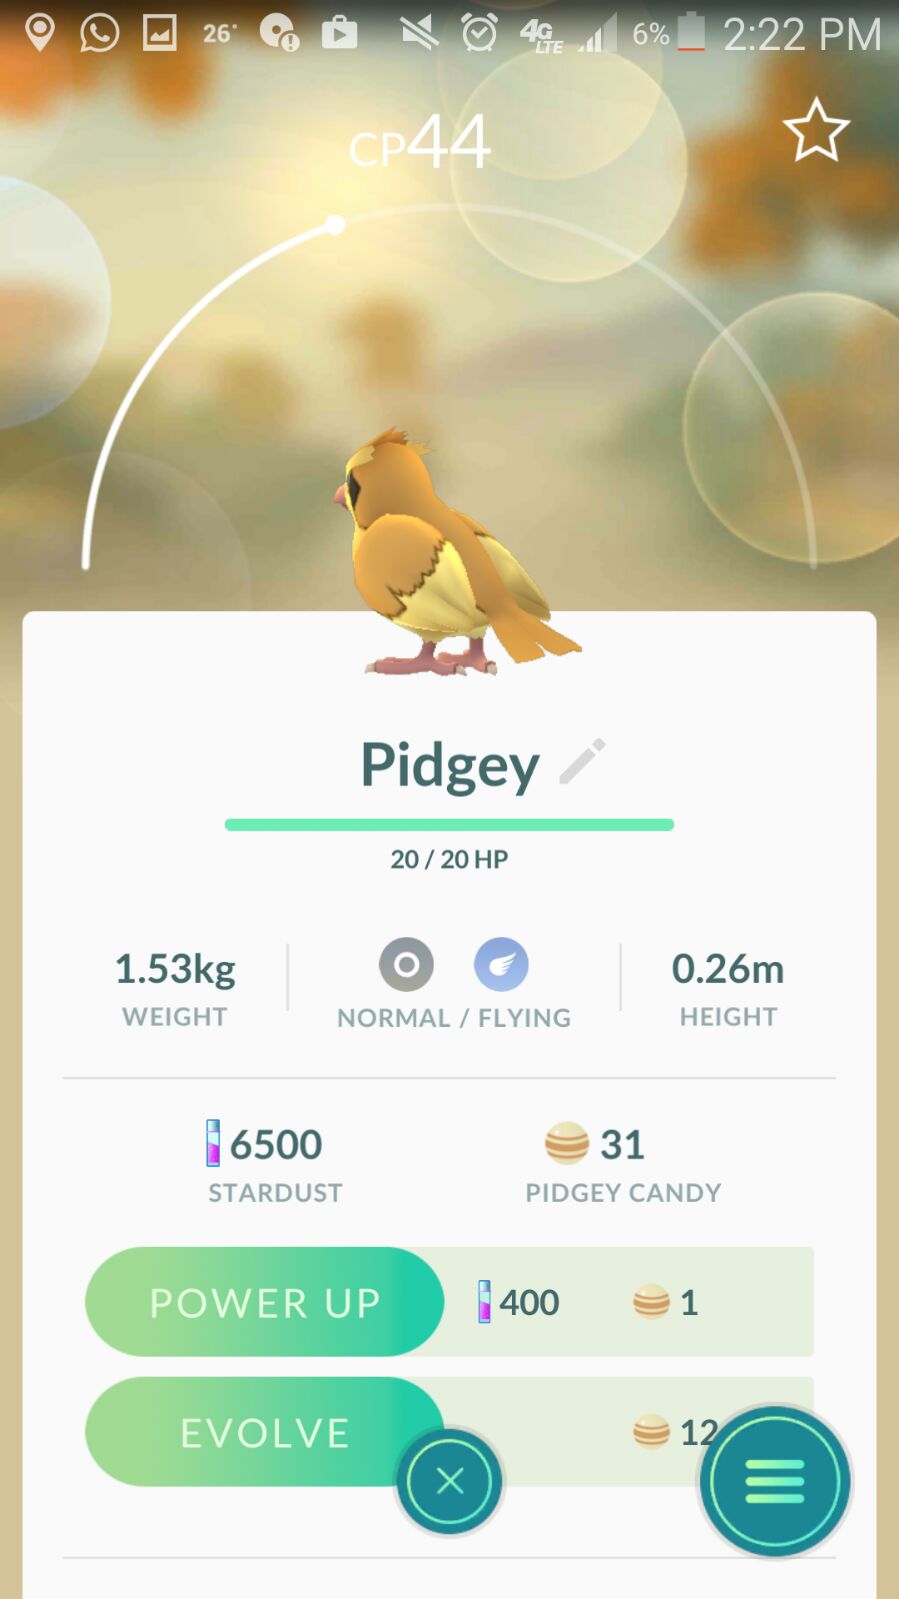 26° 4G LTE 6% 2:22 PM
CP44
Pidgey
20 / 20 HP
1.53kg 0.26m
WEIGHT NORMAL / FLYING HEIGHT
6500 31
STARDUST PIDGEY CANDY
POWER UP 400 1
EVOLVE 12